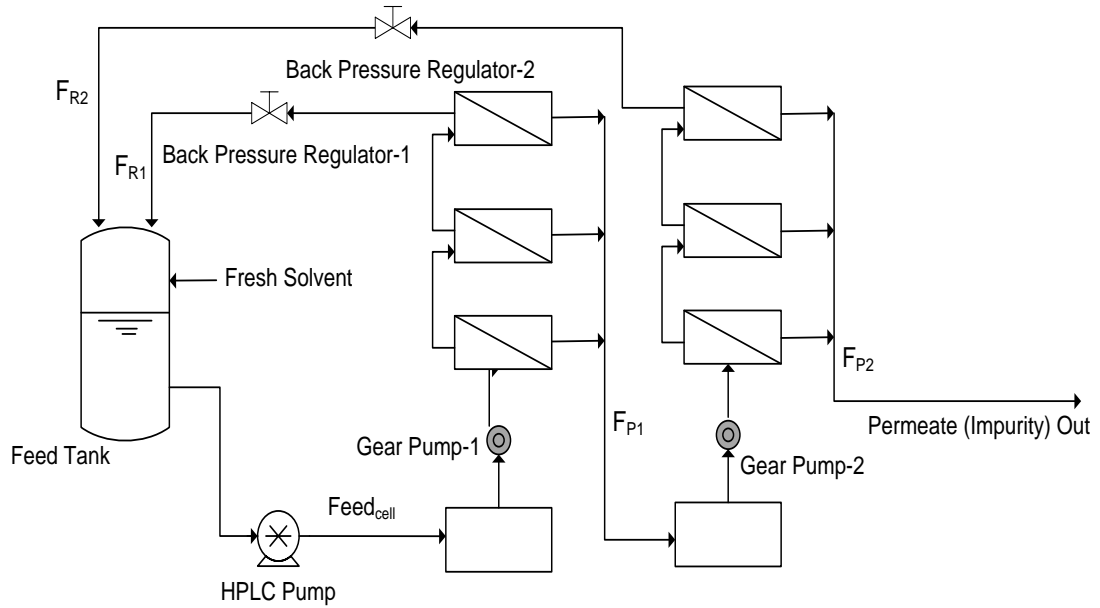 Back Pressure Regulator-2
F_R2
Back Pressure Regulator-1
F_R1
Fresh Solvent
F_P2
F_P1
Permeate (Impurity) Out
Gear Pump-1
Feed Tank
Gear Pump-2
Feed_cell
HPLC Pump